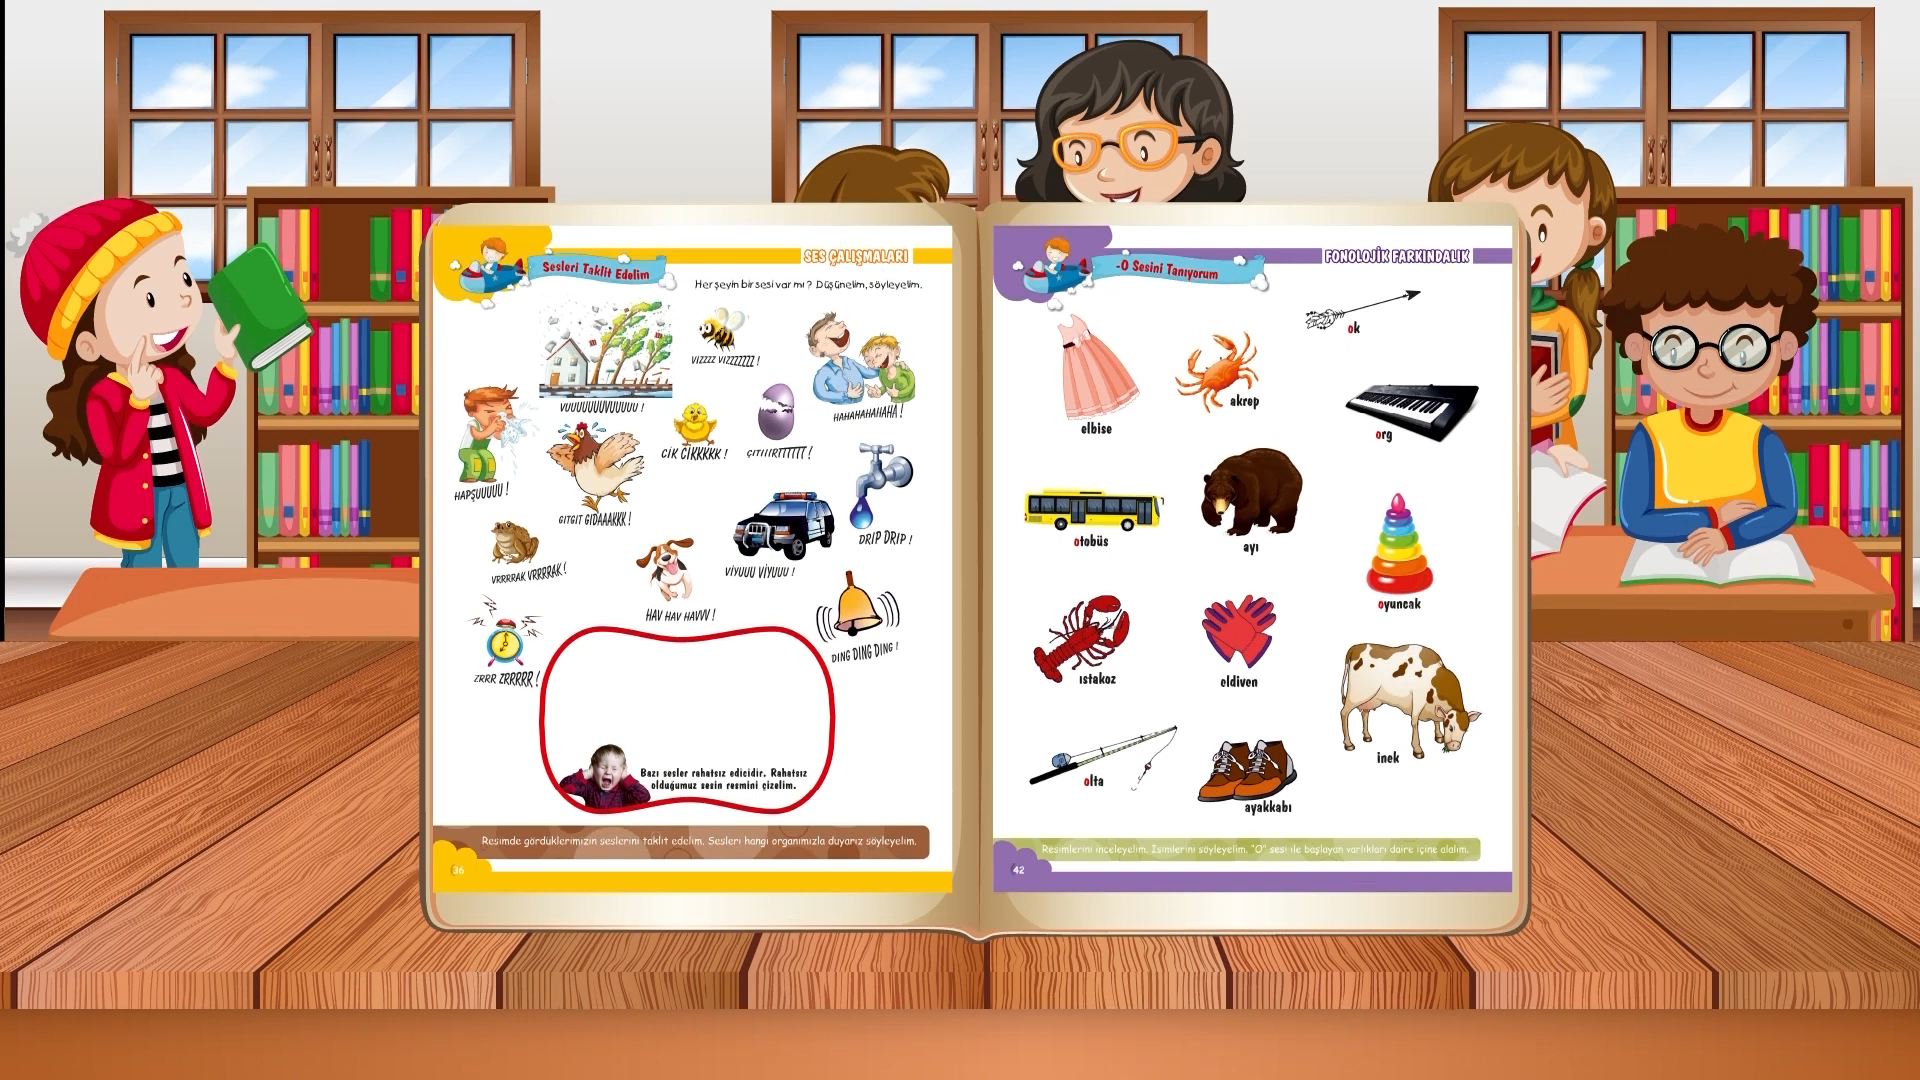 SES ÇALIŞMALARI
Sesleri Taklit Edelim
Her şeyin bir sesi var mı ? Düşünelim, söyleyelim.
VUUUUUUUVUUUUU !
VIZZZZ VIZZZZZZZ !
HAHAHAHAHAHA !
HAPŞUUUUU !
GITGIT GIDAAAKKK !
CİK CİKKKKK !
ÇITIIIRTTTTTT !
DRIP DRIP !
VRRRRAK VRRRRAK !
HAV HAV HAVVV !
VİYUUU VİYUUU !
ZRRR ZRRRRR !
DING DING DING !
Bazı sesler rahatsız edicidir. Rahatsız
olduğumuz sesin resmini çizelim.
Resimde gördüklerimizin seslerini taklit edelim. Sesleri hangi organımızla duyarız söyleyelim.
36
FONOLOJİK FARKINDALIK
-O Sesini Tanıyorum
ok
elbise
akrep
org
otobüs
ayı
oyuncak
ıstakoz
eldiven
inek
olta
ayakkabı
Resimlerini inceleyelim. İsimlerini söyleyelim. "O" sesi ile başlayan varlıkları daire içine alalım.
42